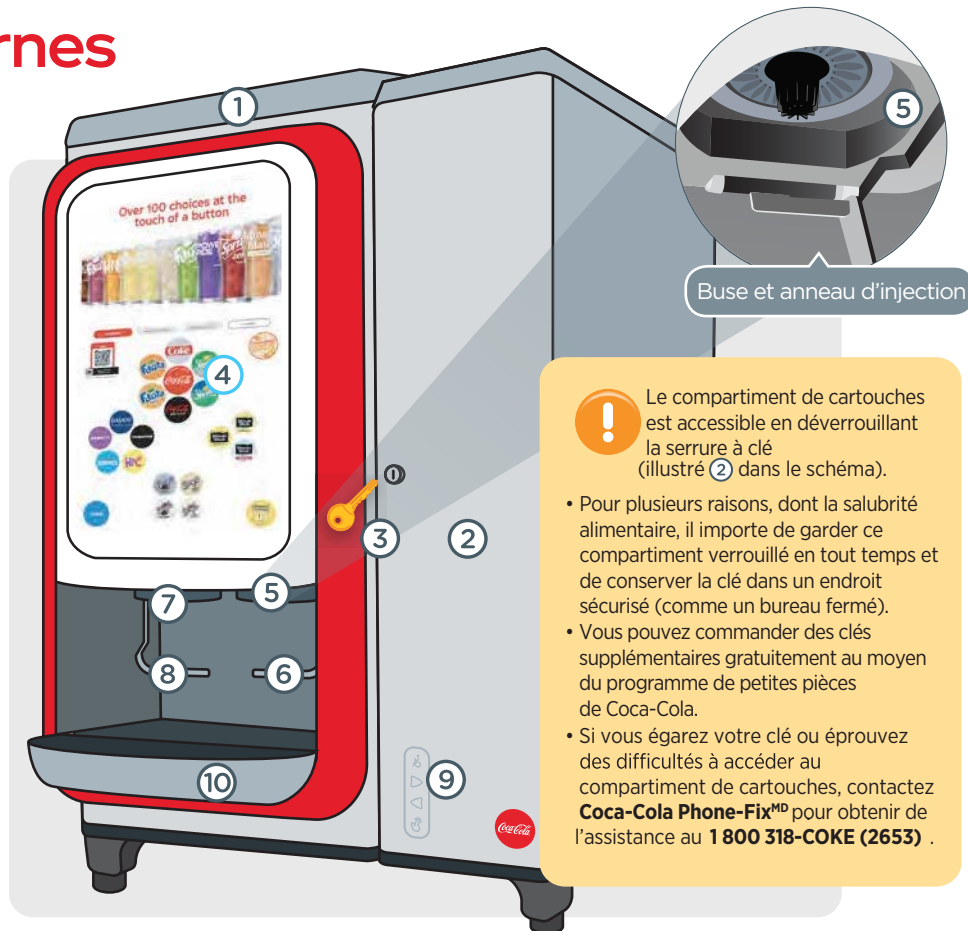 rnes
1
5
Over 100 choices at the
touch of a button
Buse et anneau d'injection
Coke
4
Coca-Cola
Le compartiment de cartouches
est accessible en déverrouillant
la serrure à clé
(illustré 2 dans le schéma).
3
2
• Pour plusieurs raisons, dont la salubrité
alimentaire, il importe de garder ce
compartiment verrouillé en tout temps et
de conserver la clé dans un endroit
sécurisé (comme un bureau fermé).
7
5
8
6
• Vous pouvez commander des clés
supplémentaires gratuitement au moyen
du programme de petites pièces
de Coca-Cola.
10
9
Coca-Cola
• Si vous égarez votre clé ou éprouvez
des difficultés à accéder au
compartiment de cartouches, contactez
Coca-Cola Phone-FixMD pour obtenir de
l'assistance au 1 800 318-COKE (2653) .